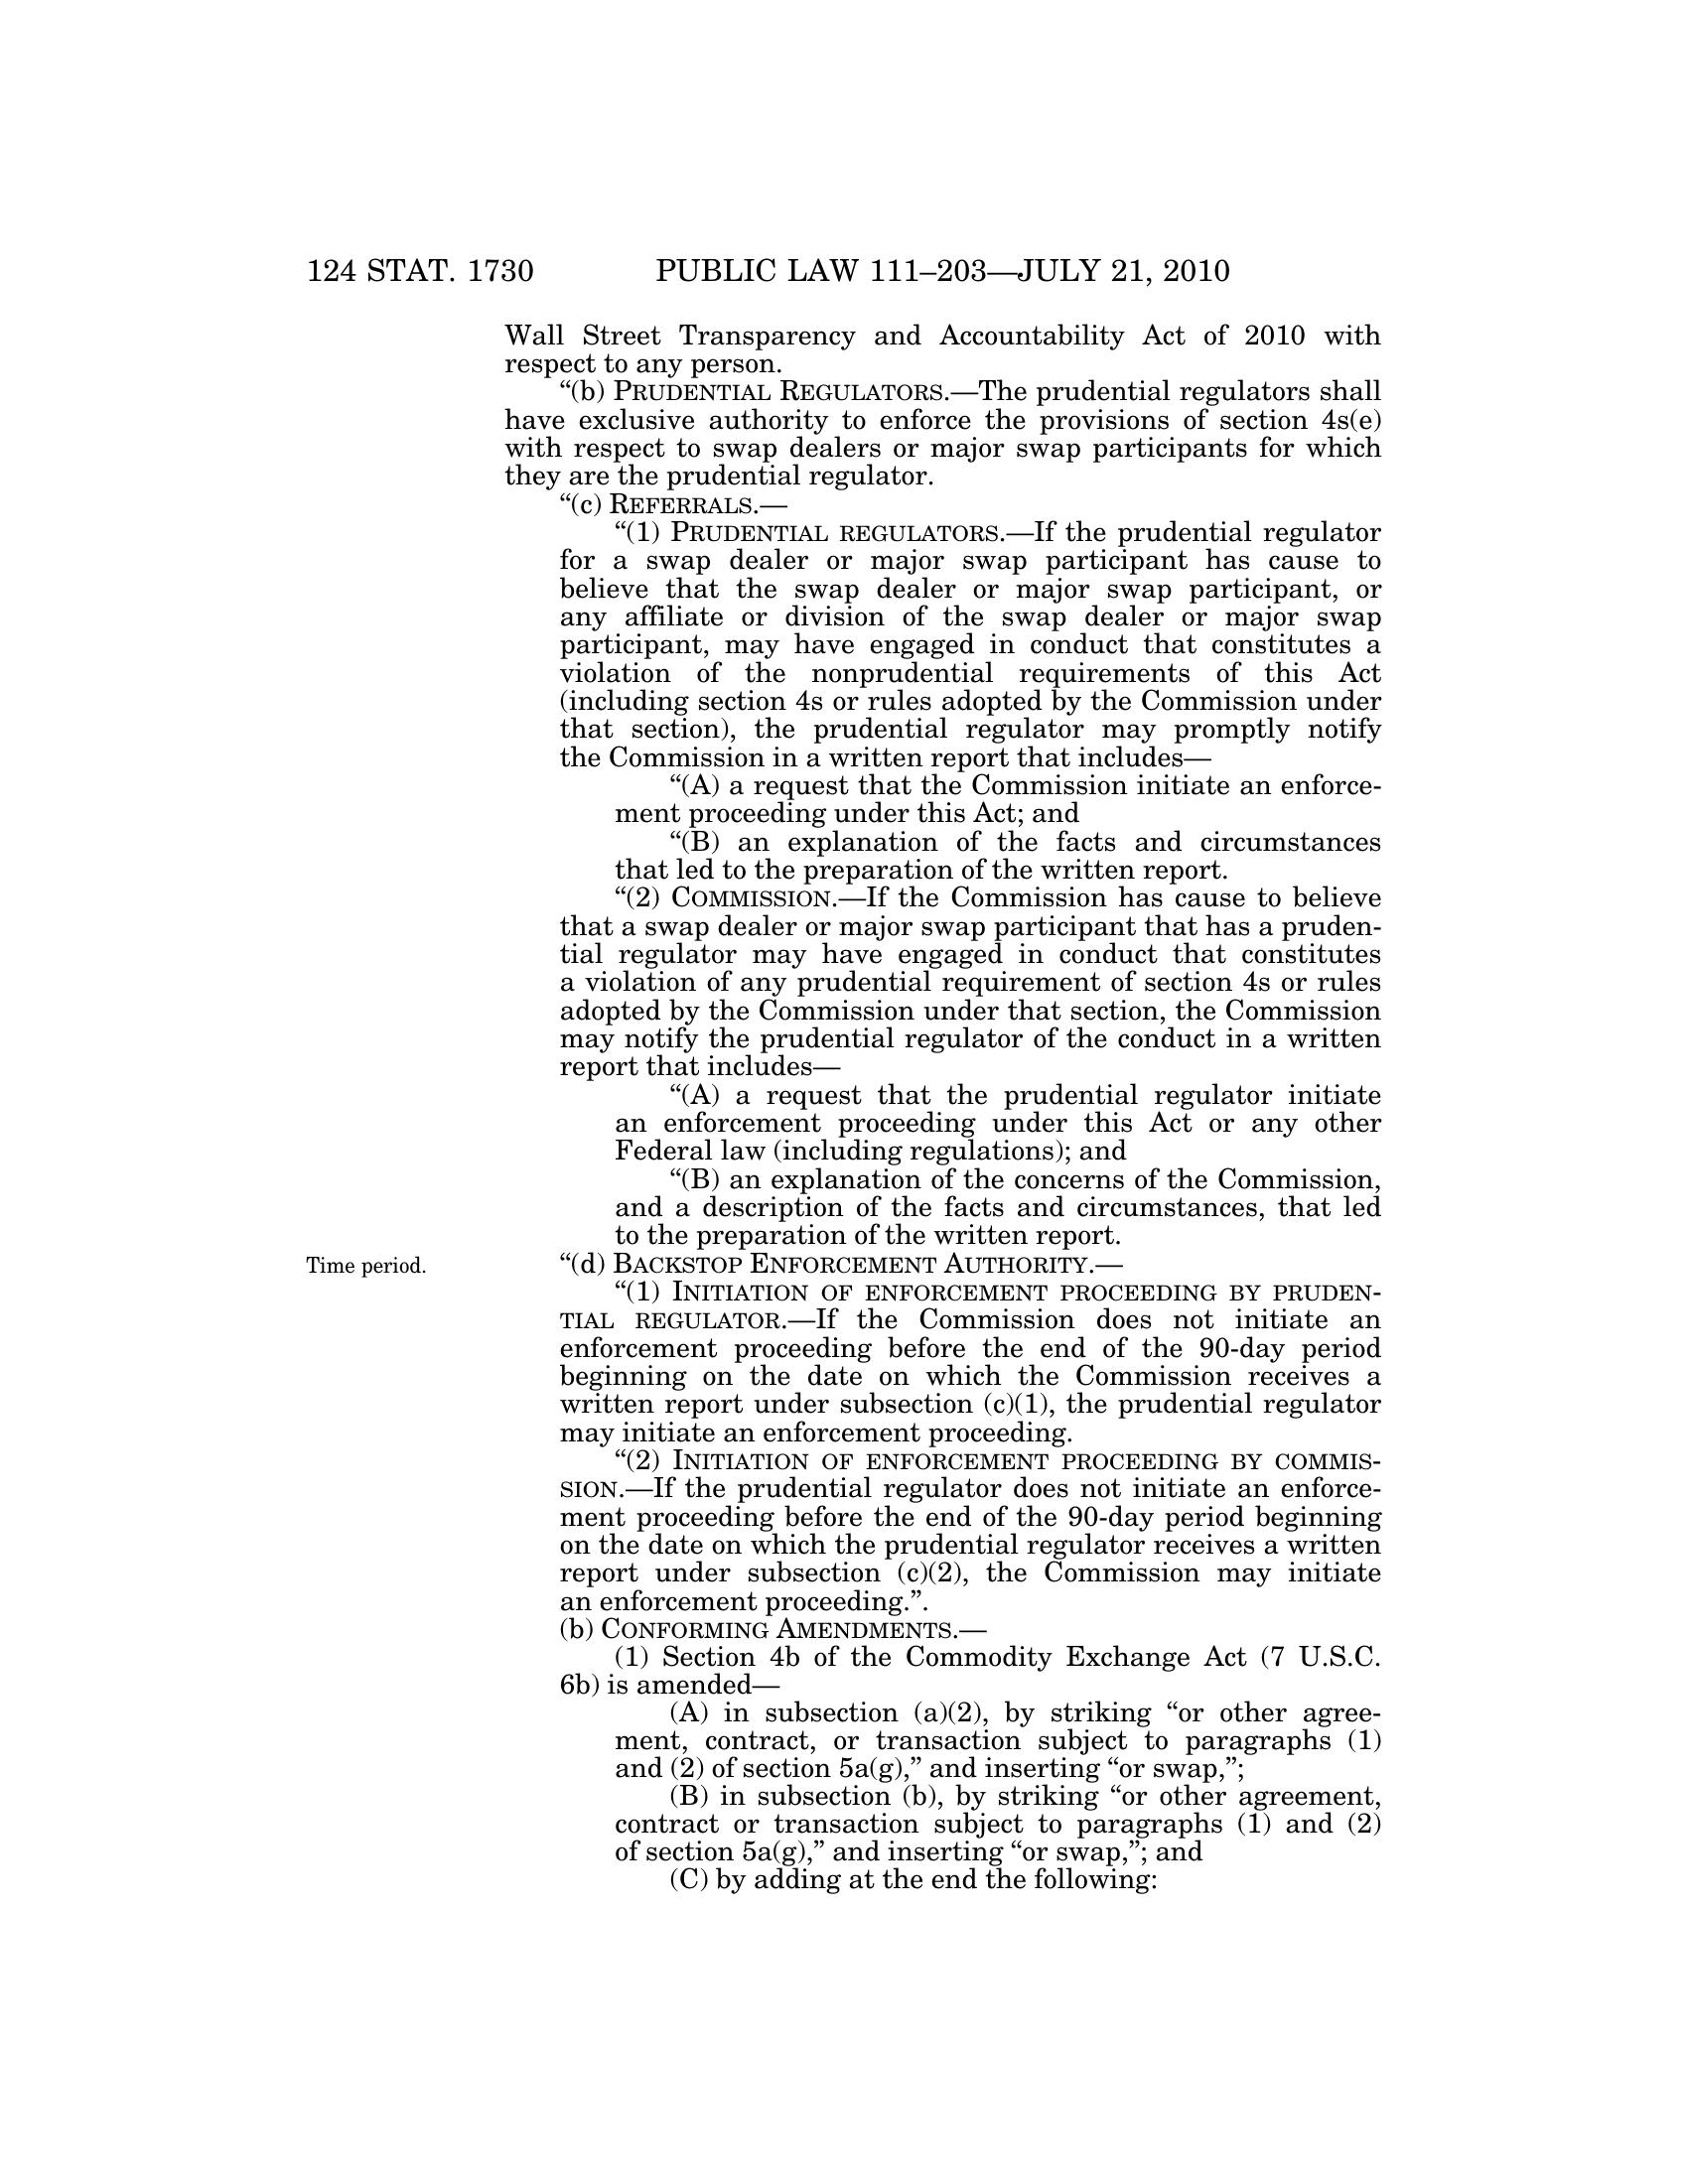 124 STAT. 1730 PUBLIC LAW 111–203—JULY 21, 2010
Wall Street Transparency and Accountability Act of 2010 with
respect to any person.
“(b) PRUDENTIAL REGULATORS.—The prudential regulators shall
have exclusive authority to enforce the provisions of section 4s(e)
with respect to swap dealers or major swap participants for which
they are the prudential regulator.
“(c) REFERRALS.—
“(1) PRUDENTIAL REGULATORS.—If the prudential regulator
for a swap dealer or major swap participant has cause to
believe that the swap dealer or major swap participant, or
any affiliate or division of the swap dealer or major swap
participant, may have engaged in conduct that constitutes a
violation of the nonprudential requirements of this Act
(including section 4s or rules adopted by the Commission under
that section), the prudential regulator may promptly notify
the Commission in a written report that includes—
“(A) a request that the Commission initiate an enforce-
ment proceeding under this Act; and
“(B) an explanation of the facts and circumstances
that led to the preparation of the written report.
“(2) COMMISSION.—If the Commission has cause to believe
that a swap dealer or major swap participant that has a pruden-
tial regulator may have engaged in conduct that constitutes
a violation of any prudential requirement of section 4s or rules
adopted by the Commission under that section, the Commission
may notify the prudential regulator of the conduct in a written
report that includes—
“(A) a request that the prudential regulator initiate
an enforcement proceeding under this Act or any other
Federal law (including regulations); and
“(B) an explanation of the concerns of the Commission,
and a description of the facts and circumstances, that led
to the preparation of the written report.
Time period. “(d) BACKSTOP ENFORCEMENT AUTHORITY.—
“(1) INITIATION OF ENFORCEMENT PROCEEDING BY PRUDEN-
TIAL REGULATOR.—If the Commission does not initiate an
enforcement proceeding before the end of the 90-day period
beginning on the date on which the Commission receives a
written report under subsection (c)(1), the prudential regulator
may initiate an enforcement proceeding.
“(2) INITIATION OF ENFORCEMENT PROCEEDING BY COMMIS-
SION.—If the prudential regulator does not initiate an enforce-
ment proceeding before the end of the 90-day period beginning
on the date on which the prudential regulator receives a written
report under subsection (c)(2), the Commission may initiate
an enforcement proceeding.”.
(b) CONFORMING AMENDMENTS.—
(1) Section 4b of the Commodity Exchange Act (7 U.S.C.
6b) is amended—
(A) in subsection (a)(2), by striking “or other agree-
ment, contract, or transaction subject to paragraphs (1)
and (2) of section 5a(g),” and inserting “or swap,”;
(B) in subsection (b), by striking “or other agreement,
contract or transaction subject to paragraphs (1) and (2)
of section 5a(g),” and inserting “or swap,”; and
(C) by adding at the end the following: